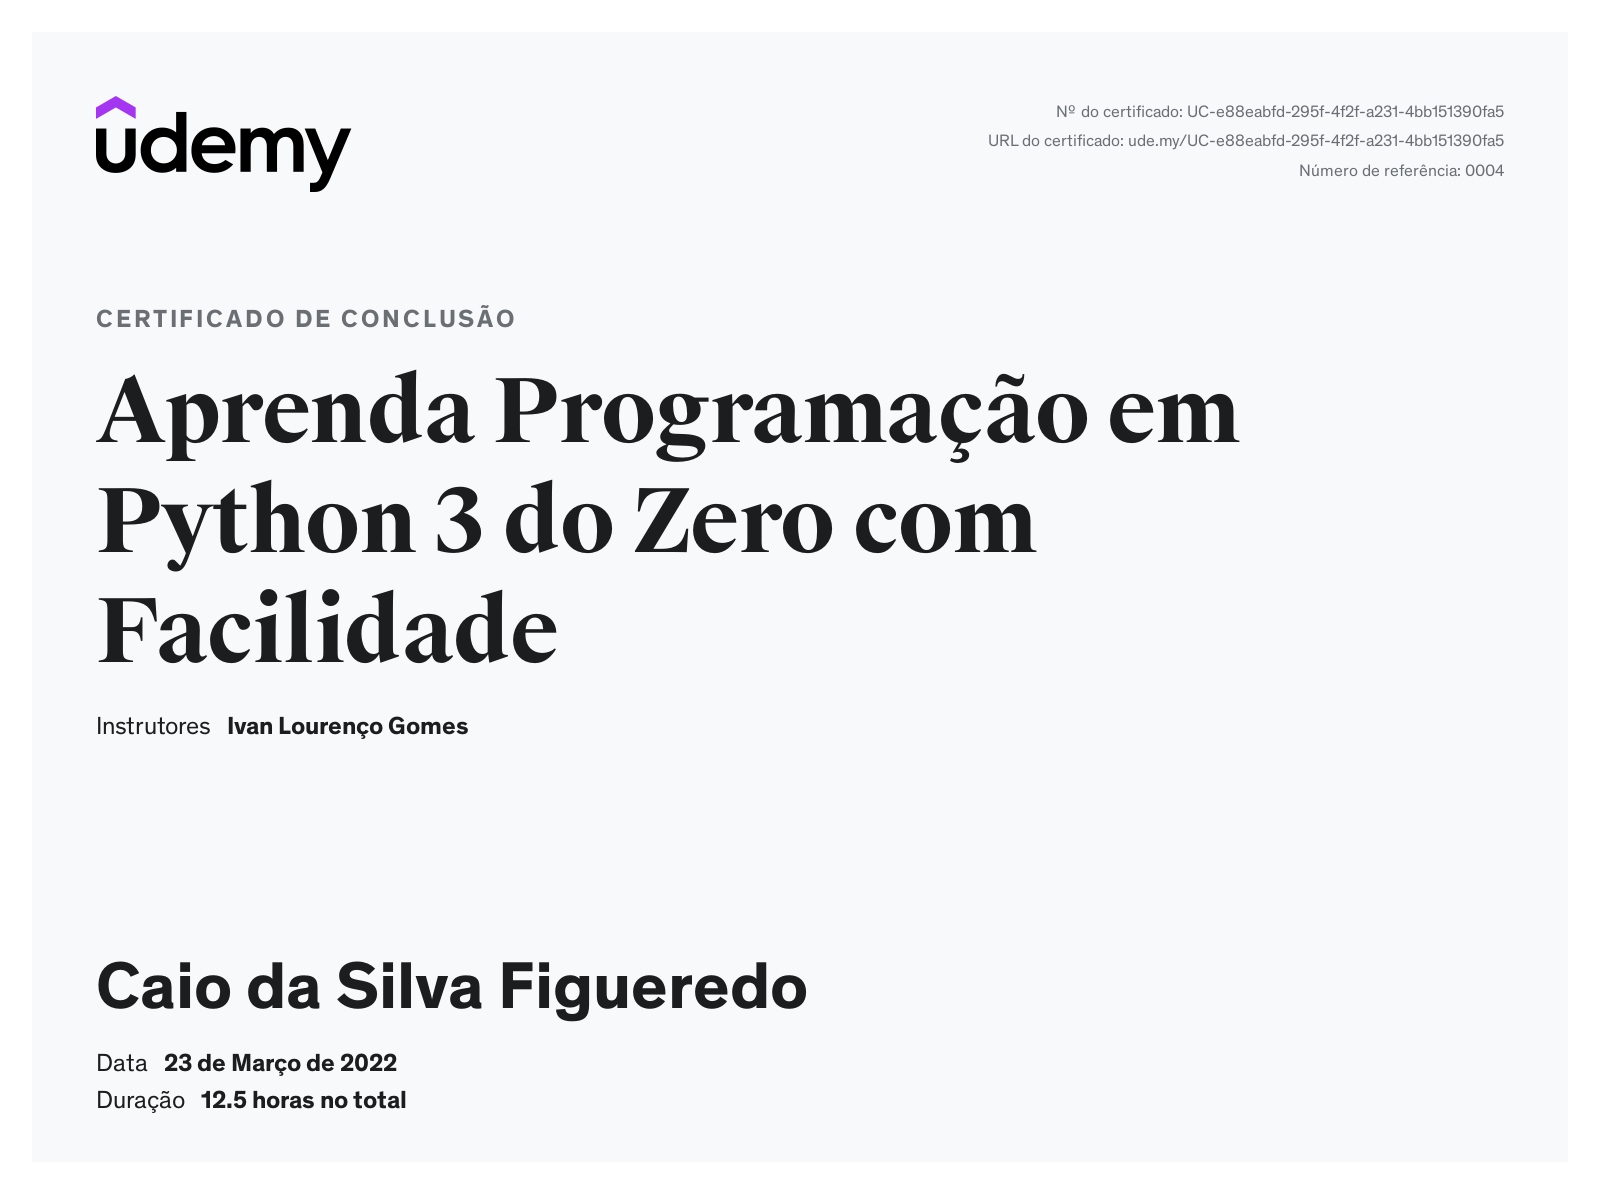 udemy
Nº do certificado: UC-e88eabfd-295f-4f2f-a231-4bb151390fa5
URL do certificado: ude.my/UC-e88eabfd-295f-4f2f-a231-4bb151390fa5
Número de referência: 0004
CERTIFICADO DE CONCLUSÃO
Aprenda Programação em
Python 3 do Zero com
Facilidade
Instrutores Ivan Lourenço Gomes
Caio da Silva Figueredo
Data 23 de Março de 2022
Duração 12.5 horas no total